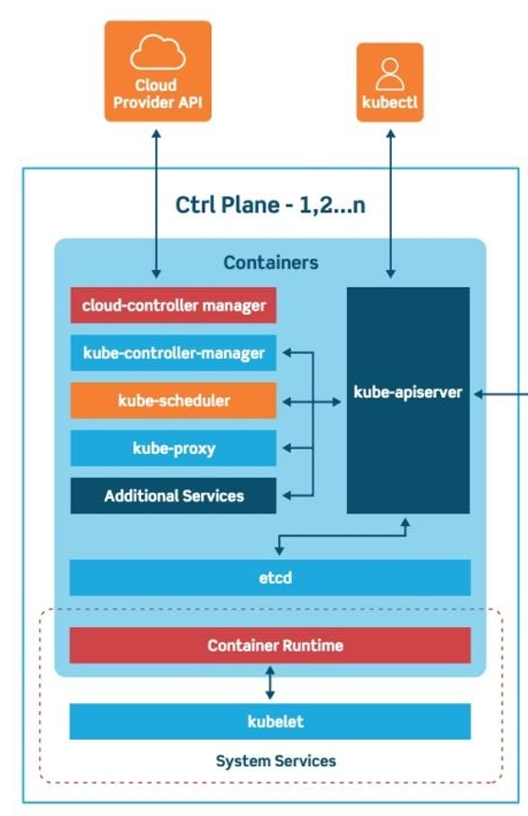 Cloud
Provider API
kubectl
Ctrl Plane - 1,2...n
Containers
cloud-controller manager
kube-controller-manager
kube-scheduler
kube-proxy
Additional Services
kube-apiserver
etcd
Container Runtime
kubelet
System Services